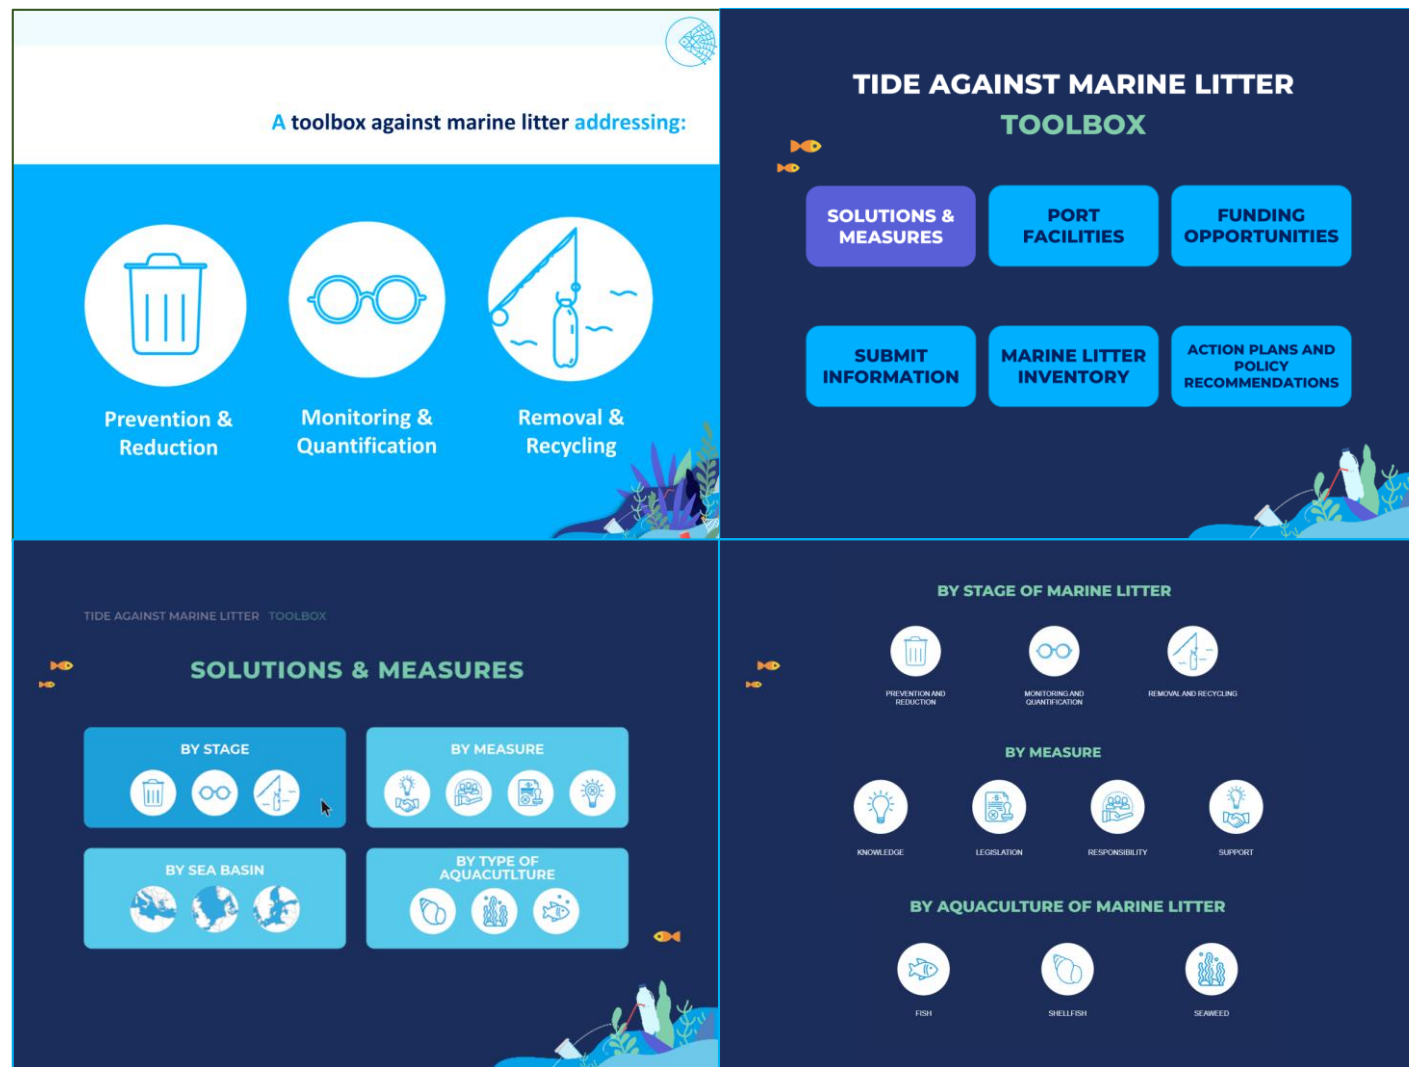 A toolbox against marine litter addressing:
Prevention &
Reduction
Monitoring &
Quantification
Removal &
Recycling
TIDE AGAINST MARINE LITTER
TOOLBOX
SOLUTIONS &
MEASURES
PORT
FACILITIES
FUNDING
OPPORTUNITIES
SUBMIT
INFORMATION
MARINE LITTER
INVENTORY
ACTION PLANS AND
POLICY
RECOMMENDATIONS
TIDE AGAINST MARINE LITTER TOOLBOX
SOLUTIONS & MEASURES
BY STAGE
BY MEASURE
BY SEA BASIN
BY TYPE OF
AQUACUTLTURE
BY STAGE OF MARINE LITTER
PREVENTION AND
REDUCTION
MONITORING AND
QUANTIFICATION
REMOVAL AND RECYCLING
BY MEASURE
KNOWLEDGE
LEGISLATION
RESPONSIBILITY
SUPPORT
BY AQUACULTURE OF MARINE LITTER
FISH
SHELLFISH
SEAWEED